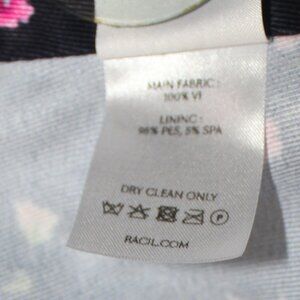 MAIN FABRIC:
100% VI
LINING:
95% PES, 5% SPA
DRY CLEAN ONLY
RACIL.COM